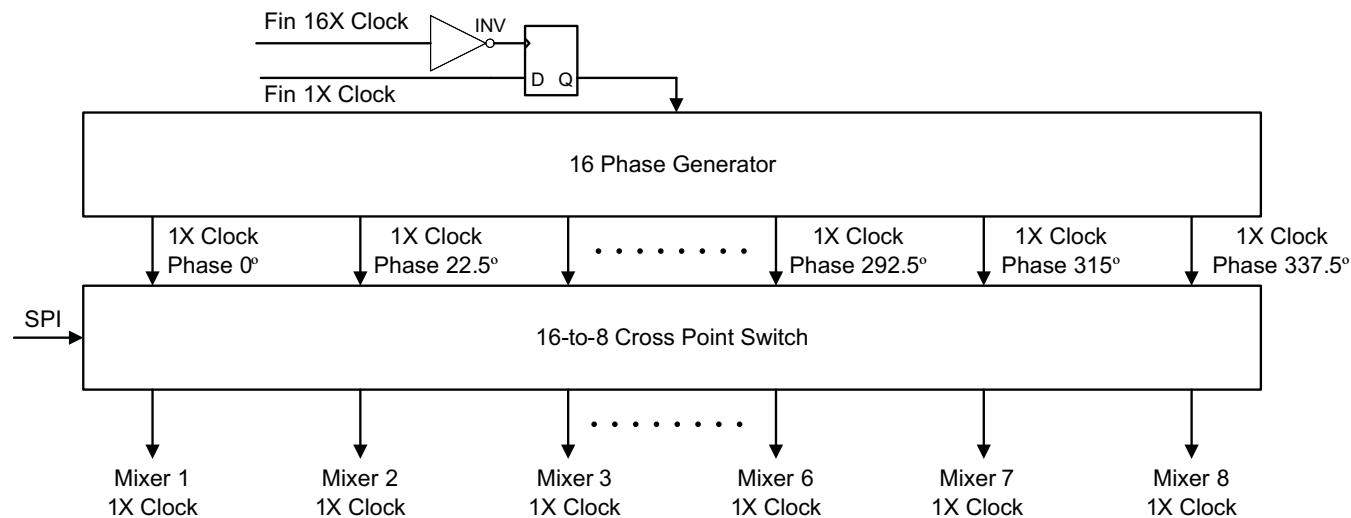 Fin 16X Clock
INV
D Q
Fin 1X Clock
16 Phase Generator
1X Clock
Phase 0º
1X Clock
Phase 22.5º
1X Clock
Phase 292.5º
1X Clock
Phase 315º
1X Clock
Phase 337.5º
SPI
16-to-8 Cross Point Switch
Mixer 1
1X Clock
Mixer 2
1X Clock
Mixer 3
1X Clock
Mixer 6
1X Clock
Mixer 7
1X Clock
Mixer 8
1X Clock